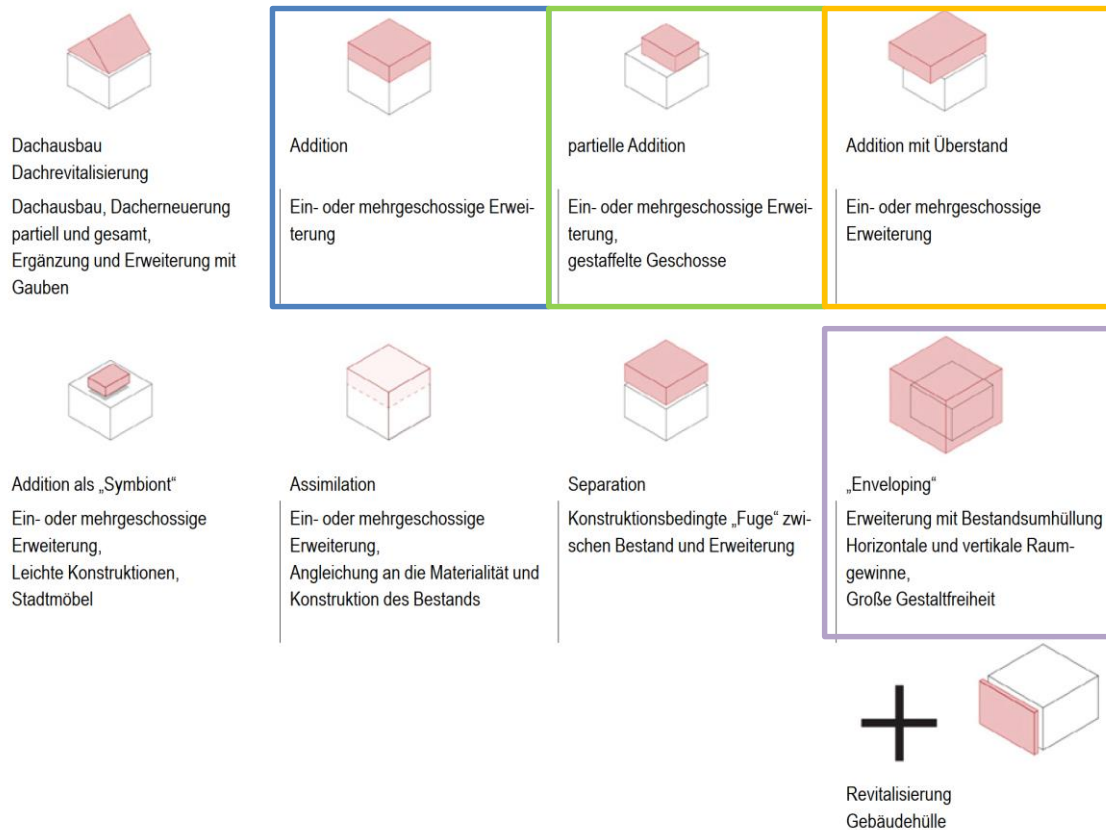 Dachausbau
Dachrevitalisierung
Dachausbau, Dacherneuerung
partiell und gesamt,
Ergänzung und Erweiterung mit
Gauben
Addition
Ein- oder mehrgeschossige Erwei-
terung
partielle Addition
Ein- oder mehrgeschossige Erwei-
terung,
gestaffelte Geschosse
Addition mit Überstand
Ein- oder mehrgeschossige
Erweiterung
Addition als „Symbiont“
Ein- oder mehrgeschossige
Erweiterung,
Leichte Konstruktionen,
Stadtmöbel
Assimilation
Ein- oder mehrgeschossige
Erweiterung,
Angleichung an die Materialität und
Konstruktion des Bestands
Separation
Konstruktionsbedingte „Fuge“ zwi-
schen Bestand und Erweiterung
„Enveloping“
Erweiterung mit Bestandsumhüllung
Horizontale und vertikale Raum-
gewinne,
Große Gestaltfreiheit
Revitalisierung
Gebäudehülle